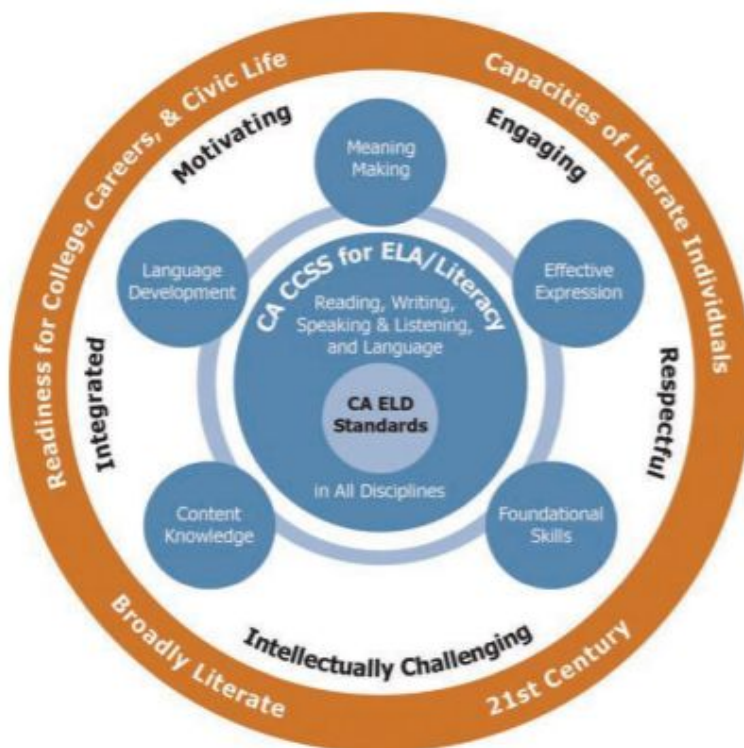 Readiness for College, Careers, & Civic Life
Capacities of Literate Individuals
Motivating
Engaging
Meaning
Making
Language
Development
Effective
Expression
CA CCSS for ELA/Literacy
Reading, Writing,
Speaking & Listening,
and Language
CA ELD
Standards
in All Disciplines
Integrated
Respectful
Content
Knowledge
Foundational
Skills
Intellectually Challenging
Broadly Literate
21st Century